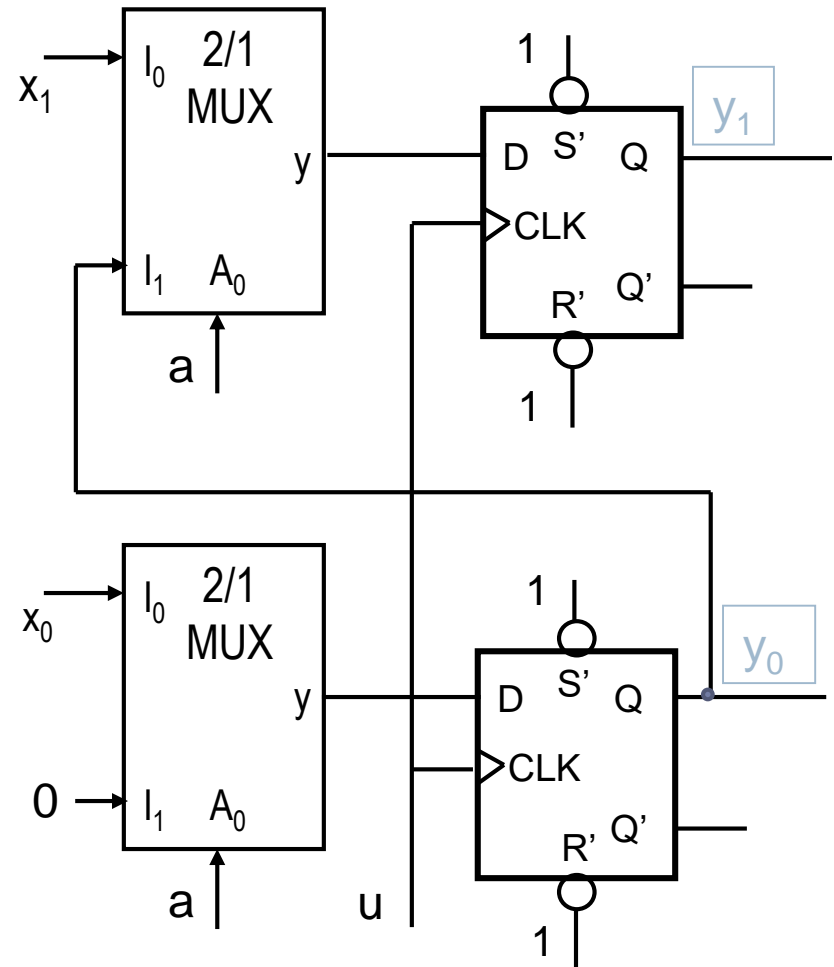 2/1
MUX
x₁
I₀
y
I₁ A₀
a
1
S’
D Q
CLK
Q’
R’
1
y₁
2/1
MUX
x₀
I₀
y
0
I₁ A₀
a
u
1
S’
D Q
CLK
Q’
R’
1
y₀